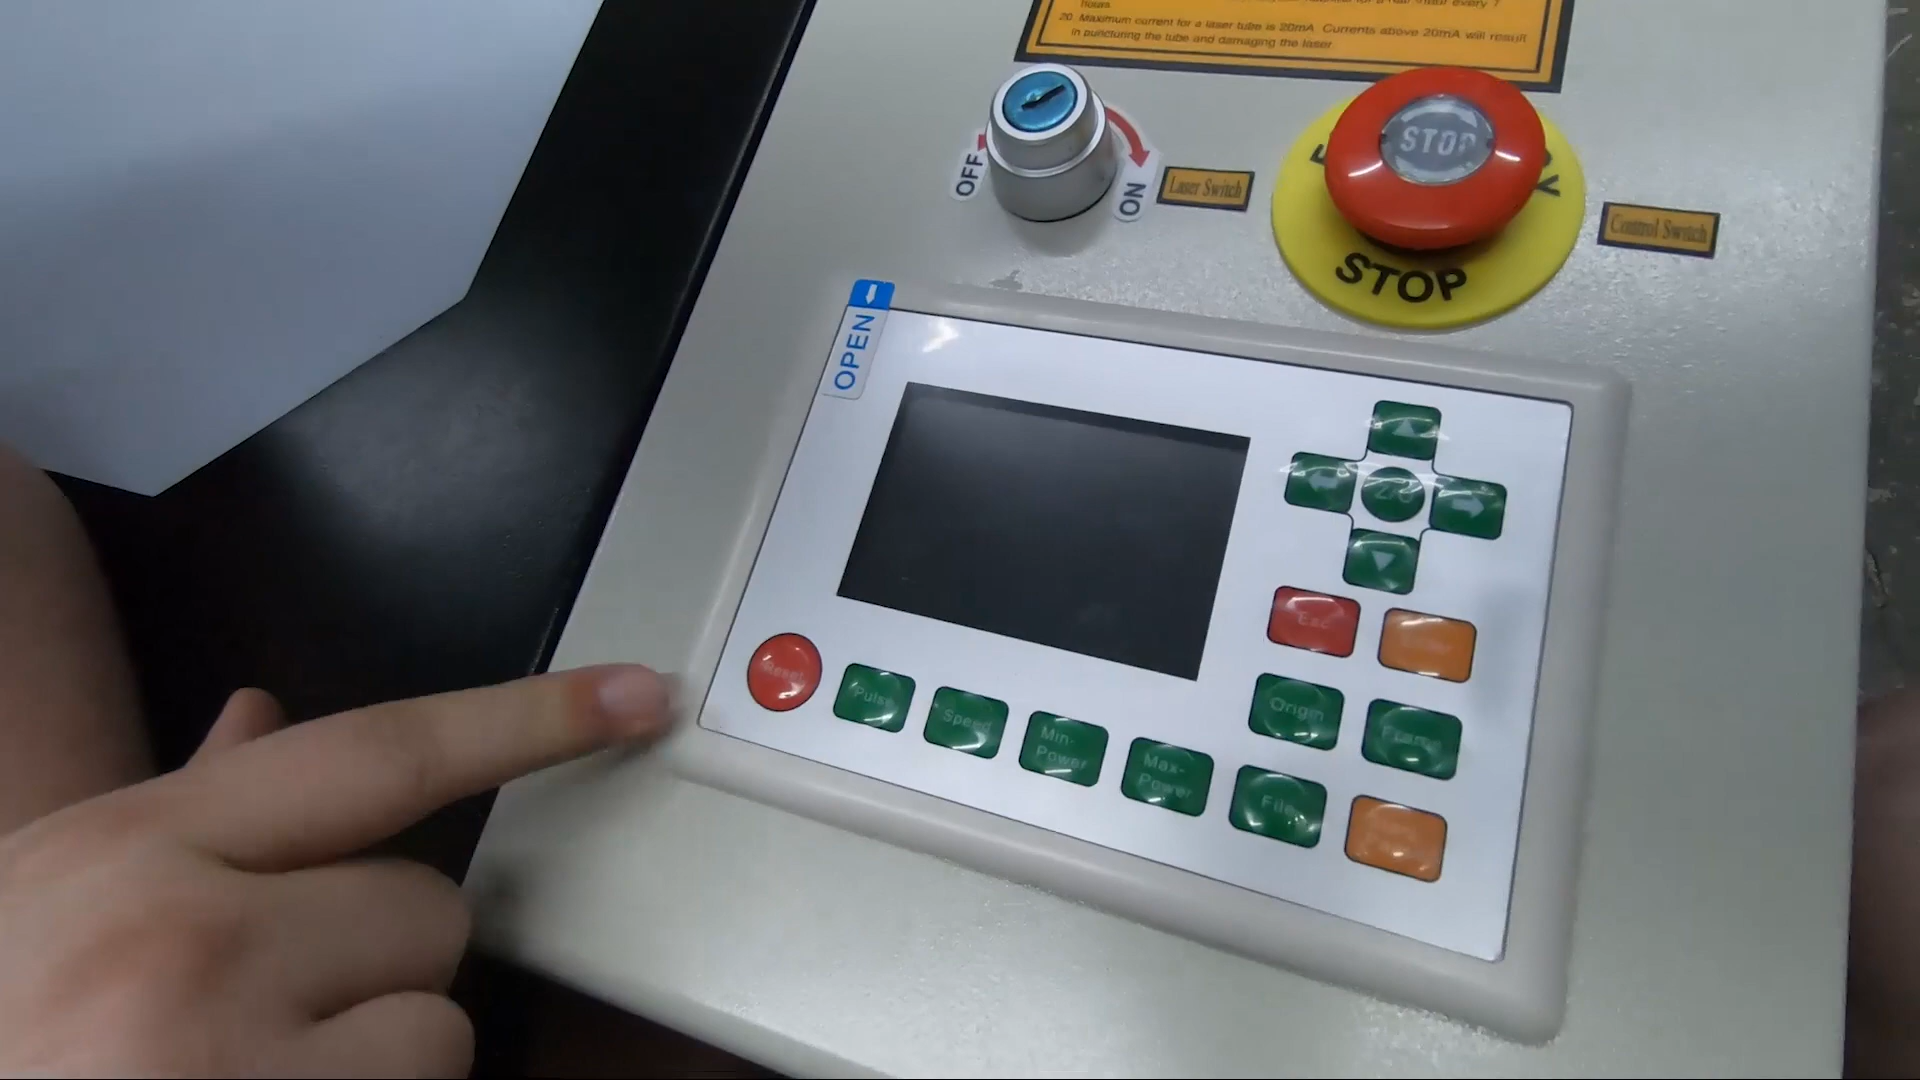 hours.
20. Maximum current for a laser tube is 20mA. Currents above 20mA will result
in puncturing the tube and damaging the laser
OFF
ON
Laser Switch
STOP
STOP
Control Switch
OPEN
Z/U
Esc
Origin
Frame
Reset
Pulse
Speed
Min-
Power
Max-
Power
File